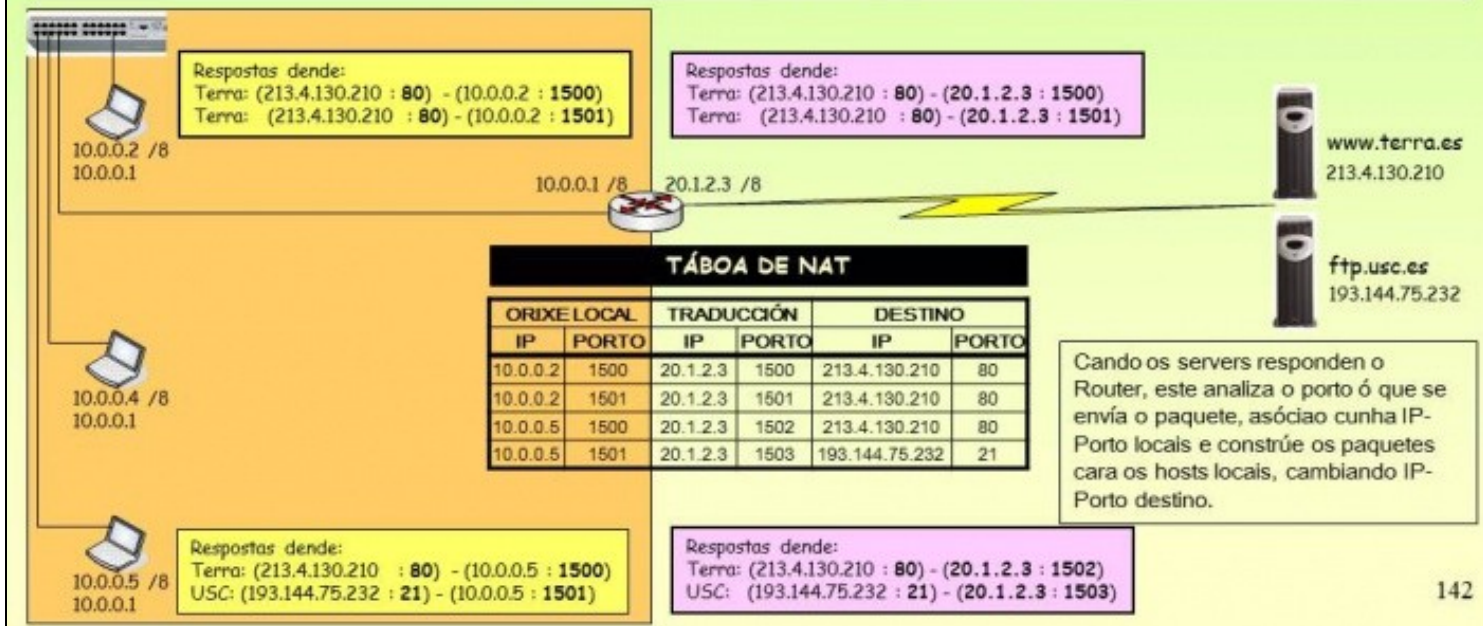 Respostas dende:
Terra: (213.4.130.210 : 80) - (10.0.0.2 : 1500)
Terra: (213.4.130.210 : 80) - (10.0.0.2 : 1501)
Respostas dende:
Terra: (213.4.130.210 : 80) - (20.1.2.3 : 1500)
Terra: (213.4.130.210 : 80) - (20.1.2.3 : 1501)
10.0.0.2 /8
10.0.0.1
www.terra.es
213.4.130.210
10.0.0.1 /8
20.1.2.3 /8
ftp.usc.es
193.144.75.232
TÁBOA DE NAT
ORIXE LOCAL TRADUCCIÓN DESTINO
IP PORTO IP PORTO IP PORTO
10.0.0.2 1500 20.1.2.3 1500 213.4.130.210 80
10.0.0.2 1501 20.1.2.3 1501 213.4.130.210 80
10.0.0.5 1500 20.1.2.3 1502 213.4.130.210 80
10.0.0.5 1501 20.1.2.3 1503 193.144.75.232 21
10.0.0.4 /8
10.0.0.1
Cando os servers responden o
Router, este analiza o porto ó que se
envía o paquete, asóciao cunha IP-
Porto locais e constrúe os paquetes
cara os hosts locais, cambiando IP-
Porto destino.
10.0.0.5 /8
10.0.0.1
Respostas dende:
Terra: (213.4.130.210 : 80) - (10.0.0.5 : 1500)
USC: (193.144.75.232 : 21) - (10.0.0.5 : 1501)
Respostas dende:
Terra: (213.4.130.210 : 80) - (20.1.2.3 : 1502)
USC: (193.144.75.232 : 21) - (20.1.2.3 : 1503)
142